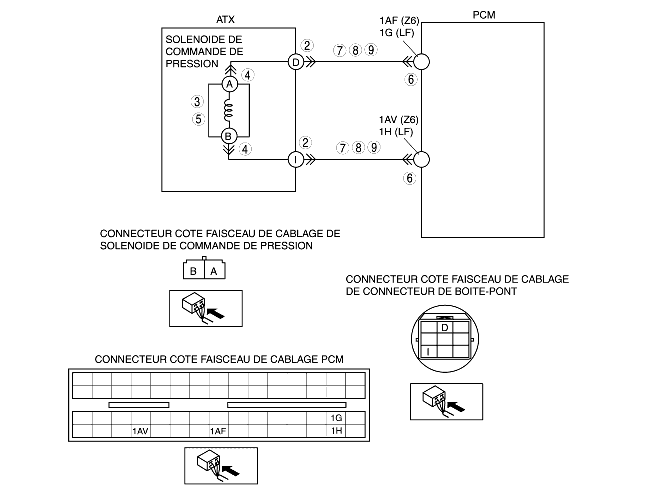 ATX
PCM
SOLENOIDE DE
COMMANDE DE
PRESSION
1AF (Z6)
1G (LF)
D
2
7 8 9
6
A
4
3
5
B
4
1AV (Z6)
1H (LF)
I
2
7 8 9
6
CONNECTEUR COTE FAISCEAU DE CABLAGE DE
SOLENOIDE DE COMMANDE DE PRESSION
B A
CONNECTEUR COTE FAISCEAU DE CABLAGE
DE CONNECTEUR DE BOITE-PONT
D
I
CONNECTEUR COTE FAISCEAU DE CABLAGE PCM
1G
1AV 1AF 1H